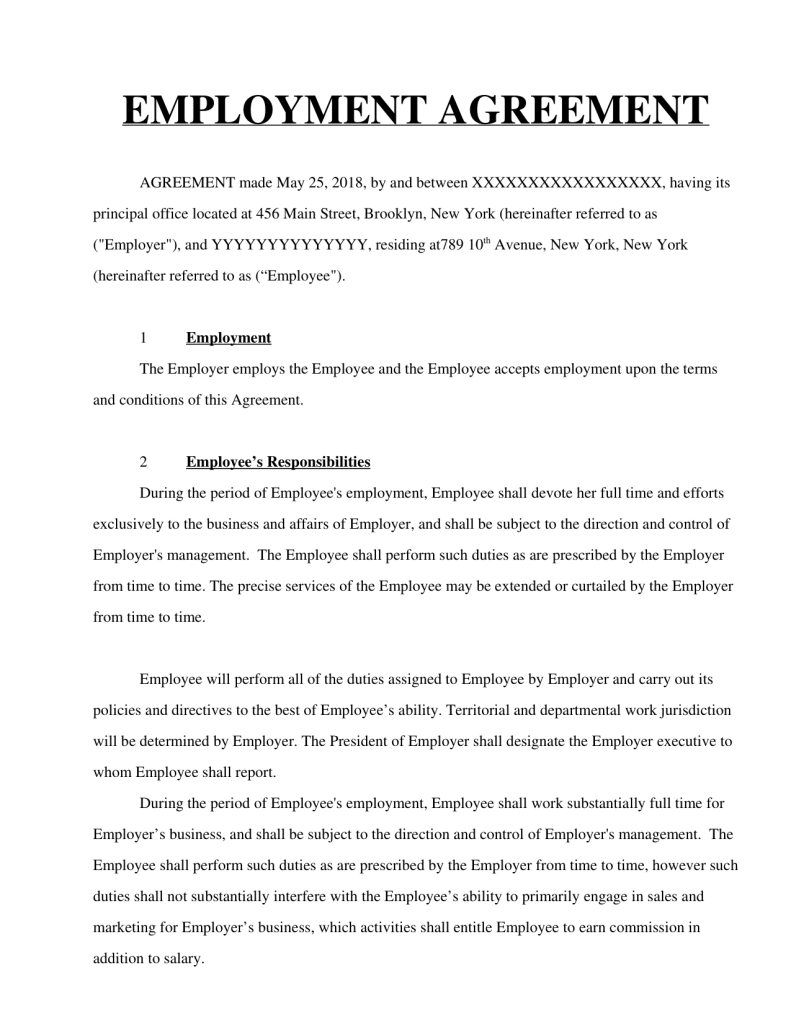 EMPLOYMENT AGREEMENT
AGREEMENT made May 25, 2018, by and between XXXXXXXXXXXXXXXXX, having its
principal office located at 456 Main Street, Brooklyn, New York (hereinafter referred to as
("Employer"), and YYYYYYYYYYYYYY, residing at789 10th Avenue, New York, New York
(hereinafter referred to as (“Employee").
1 Employment
The Employer employs the Employee and the Employee accepts employment upon the terms
and conditions of this Agreement.
2 Employee’s Responsibilities
During the period of Employee's employment, Employee shall devote her full time and efforts
exclusively to the business and affairs of Employer, and shall be subject to the direction and control of
Employer's management.  The Employee shall perform such duties as are prescribed by the Employer
from time to time. The precise services of the Employee may be extended or curtailed by the Employer
from time to time.
Employee will perform all of the duties assigned to Employee by Employer and carry out its
policies and directives to the best of Employee’s ability. Territorial and departmental work jurisdiction
will be determined by Employer. The President of Employer shall designate the Employer executive to
whom Employee shall report.
During the period of Employee's employment, Employee shall work substantially full time for
Employer’s business, and shall be subject to the direction and control of Employer's management.  The
Employee shall perform such duties as are prescribed by the Employer from time to time, however such
duties shall not substantially interfere with the Employee’s ability to primarily engage in sales and
marketing for Employer’s business, which activities shall entitle Employee to earn commission in
addition to salary.